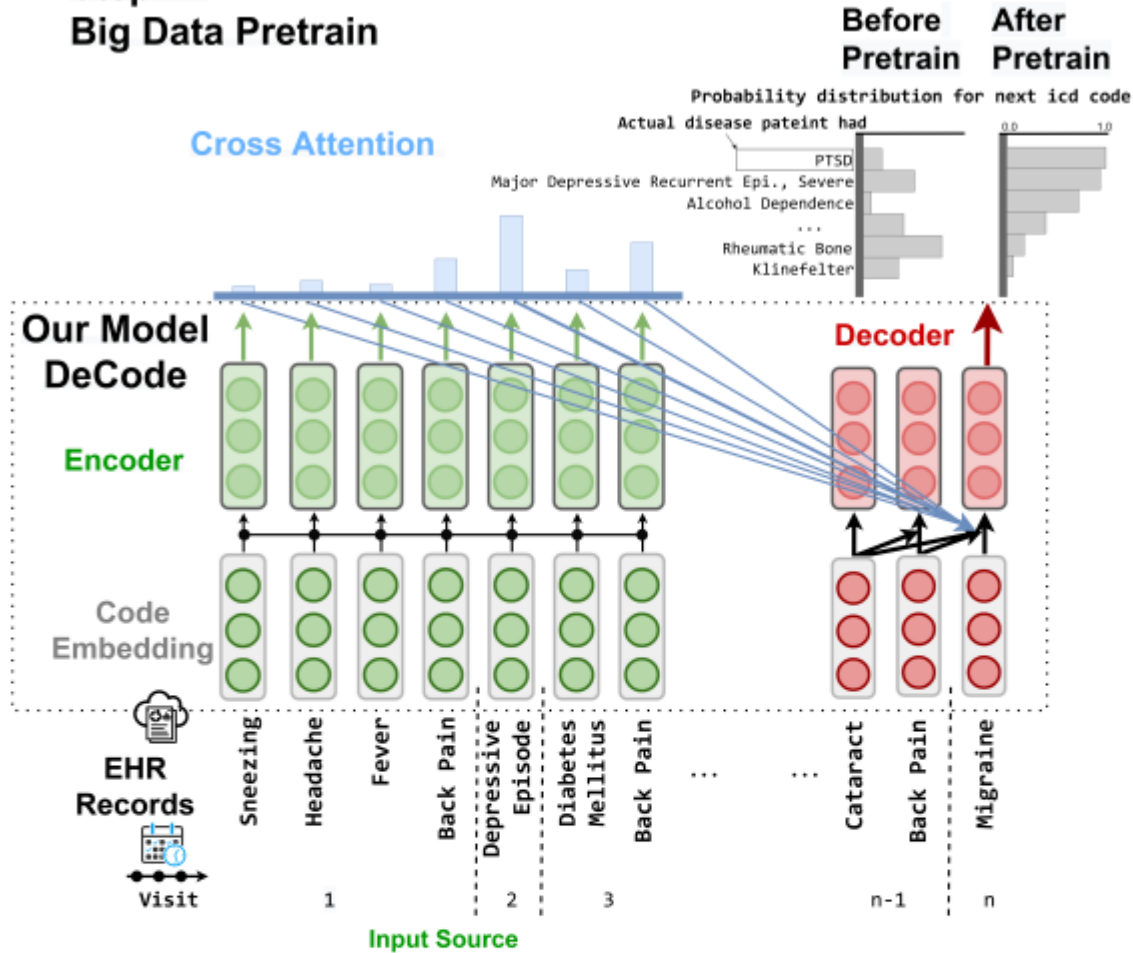 Big Data Pretrain
Before
Pretrain
After
Pretrain
Probability distribution for next icd code
Actual disease pateint had
0.0
1.0
PTSD
Major Depressive Recurrent Epi., Severe
Alcohol Dependence
...
Rheumatic Bone
Klinefelter
Cross Attention
Our Model
DeCode
Decoder
Encoder
Code
Embedding
EHR
Records
Sneezing
Headache
Fever
Back Pain
Depressive
Episode
Diabetes
Mellitus
Back Pain
...
...
Cataract
Back Pain
Migraine
Visit
1
2
3
n-1
n
Input Source